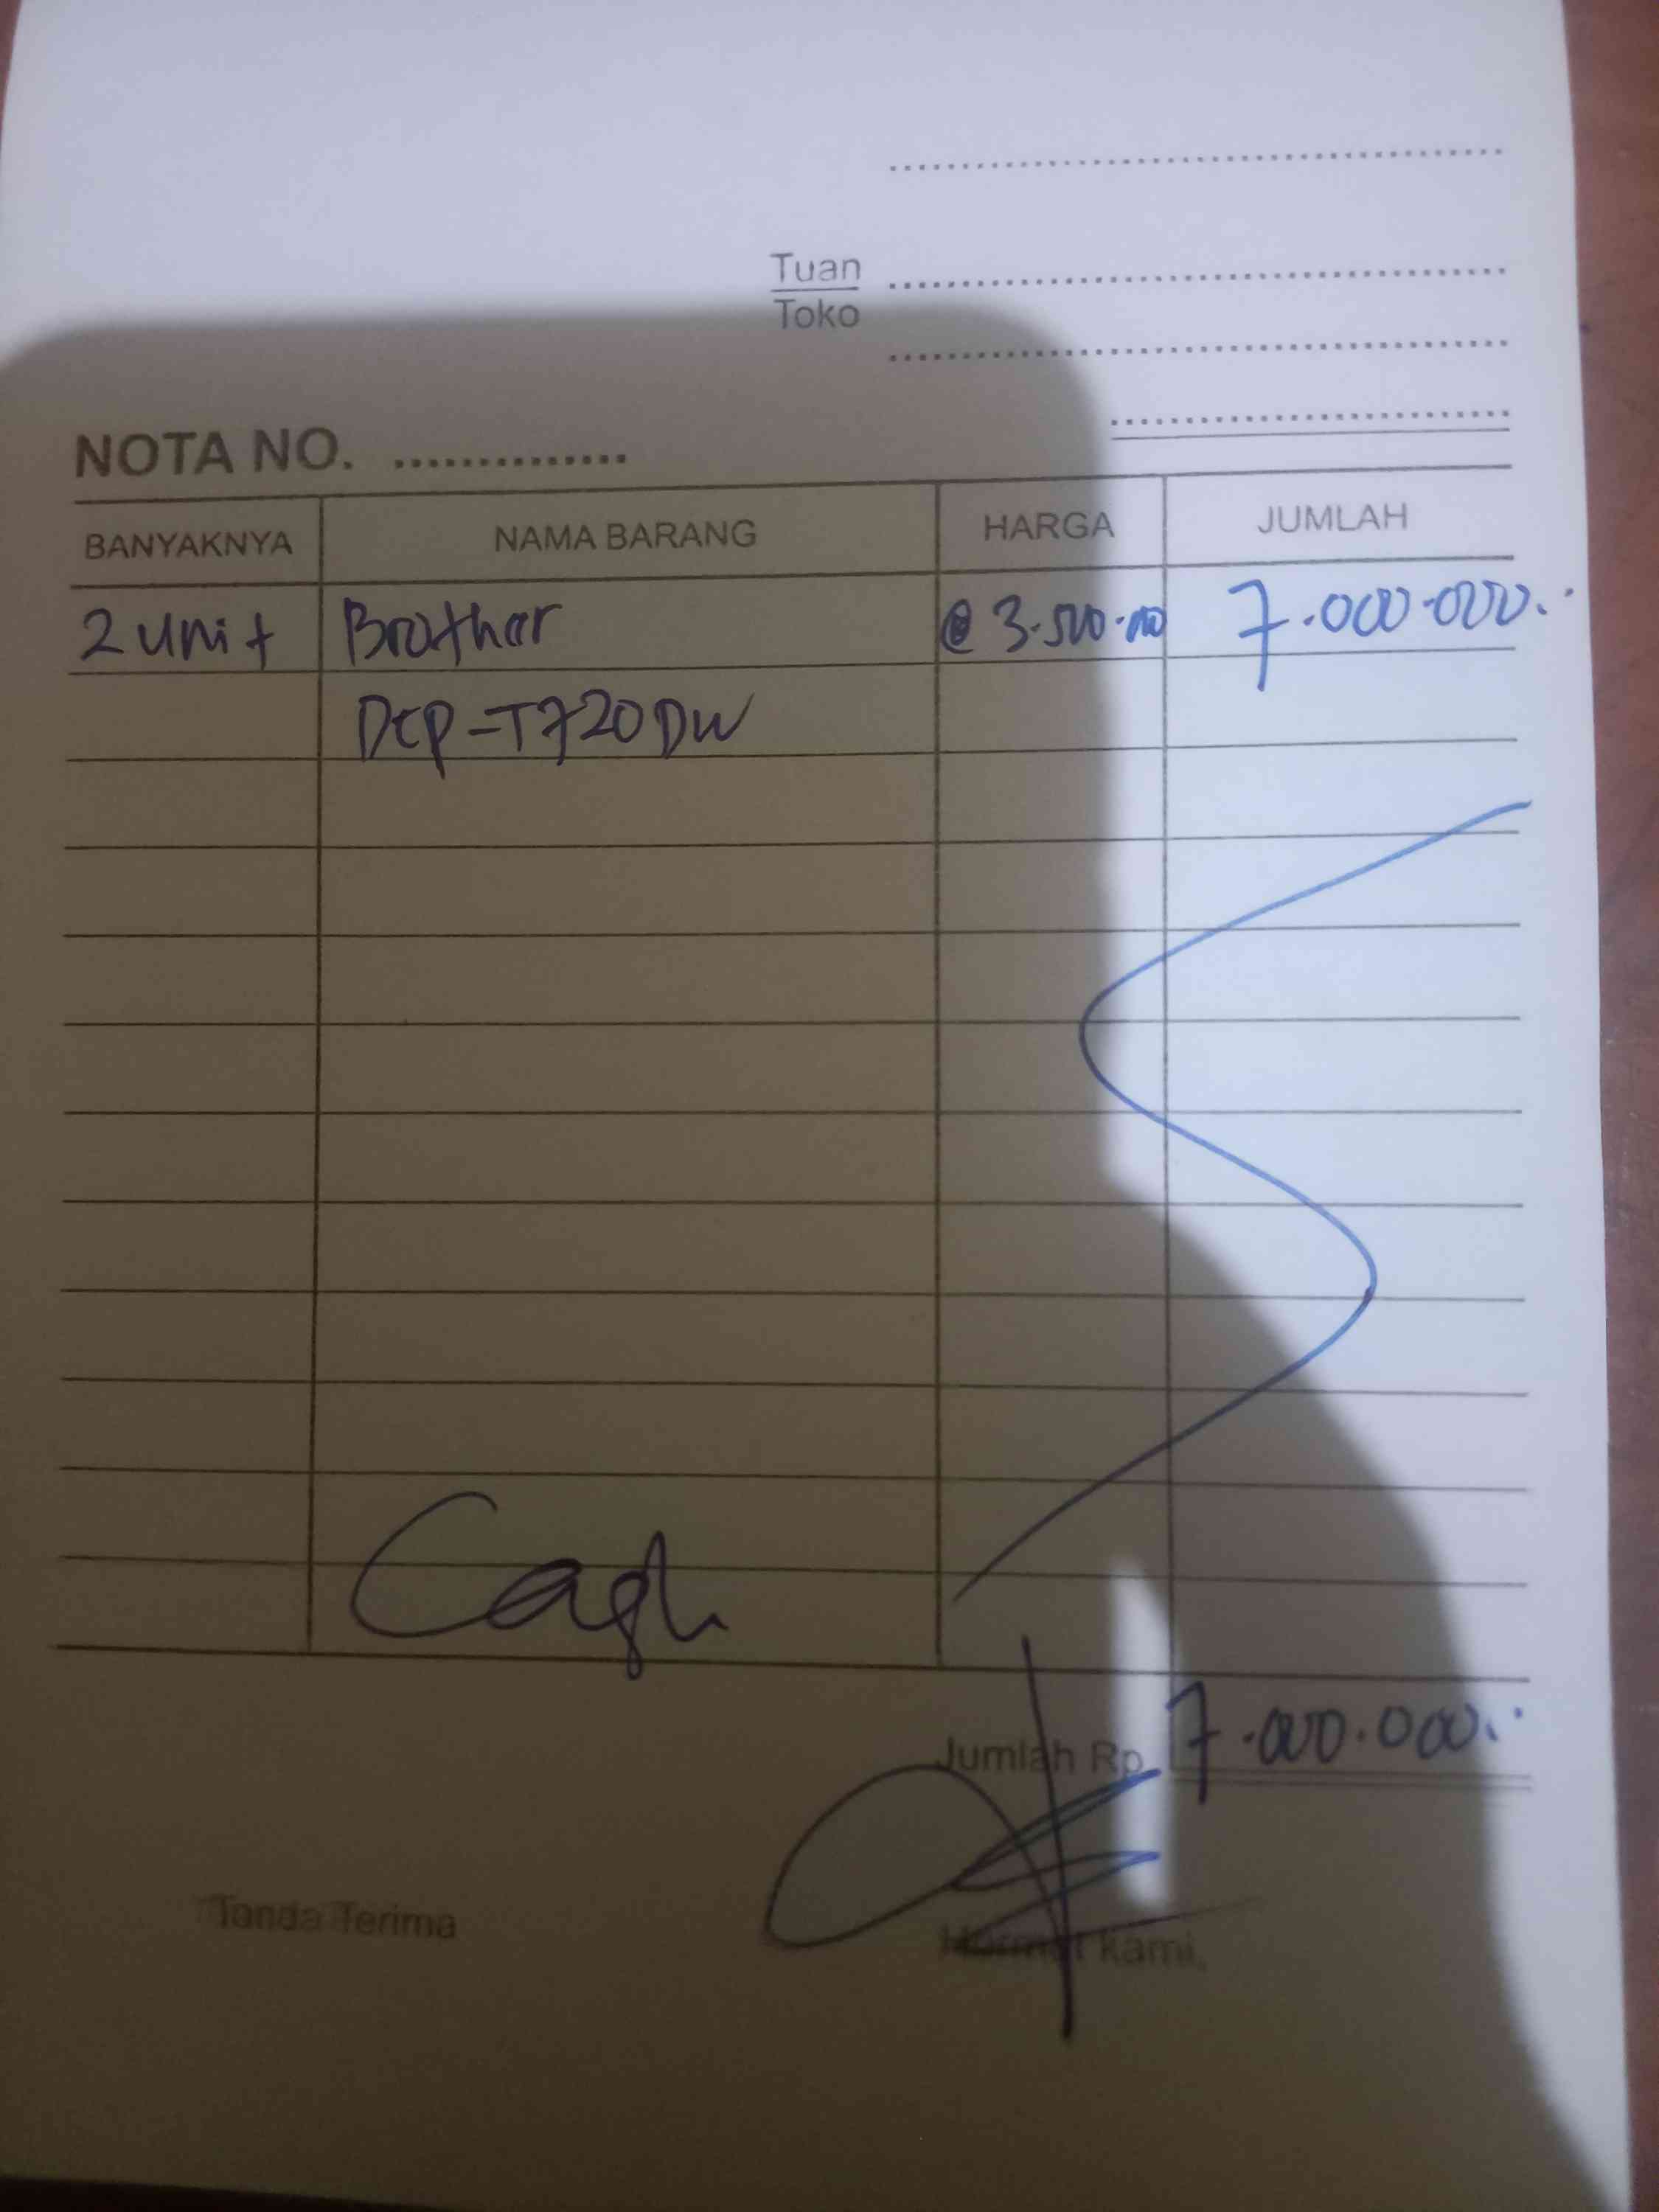 Tuan
Toko
NOTA NO. ..............
BANYAKNYA NAMA BARANG HARGA JUMLAH
2 unit Brother @ 3.500.000 7.000.000.-
DCP-T720DW
Cash
Jumlah Rp 7.000.000.-
Tanda Terima Hormat kami,